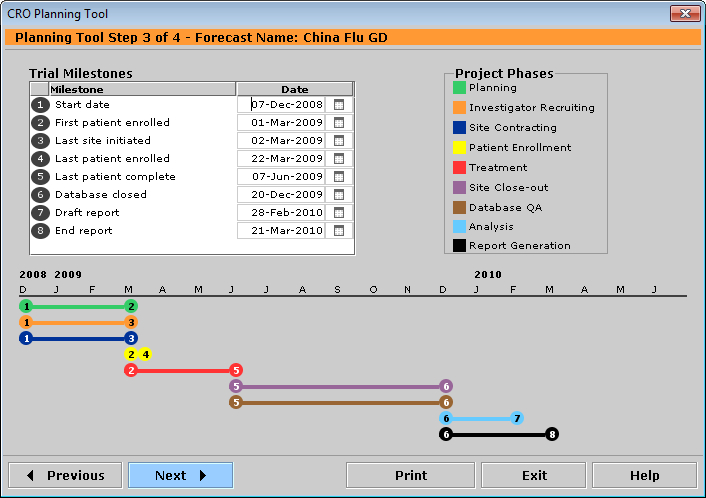 CRO Planning Tool
Planning Tool Step 3 of 4 - Forecast Name: China Flu GD
Trial Milestones
Milestone Date
1 Start date 07-Dec-2008
2 First patient enrolled 01-Mar-2009
3 Last site initiated 02-Mar-2009
4 Last patient enrolled 22-Mar-2009
5 Last patient complete 07-Jun-2009
6 Database closed 20-Dec-2009
7 Draft report 28-Feb-2010
8 End report 21-Mar-2010
Project Phases
Planning
Investigator Recruiting
Site Contracting
Patient Enrollment
Treatment
Site Close-out
Database QA
Analysis
Report Generation
2008 2009 2010
D J F M A M J J A S O N D J F M A M J
1 2
1 3
1 3
2 4
2 5
5 6
5 6
6 7
6 8
Previous Next Print Exit Help